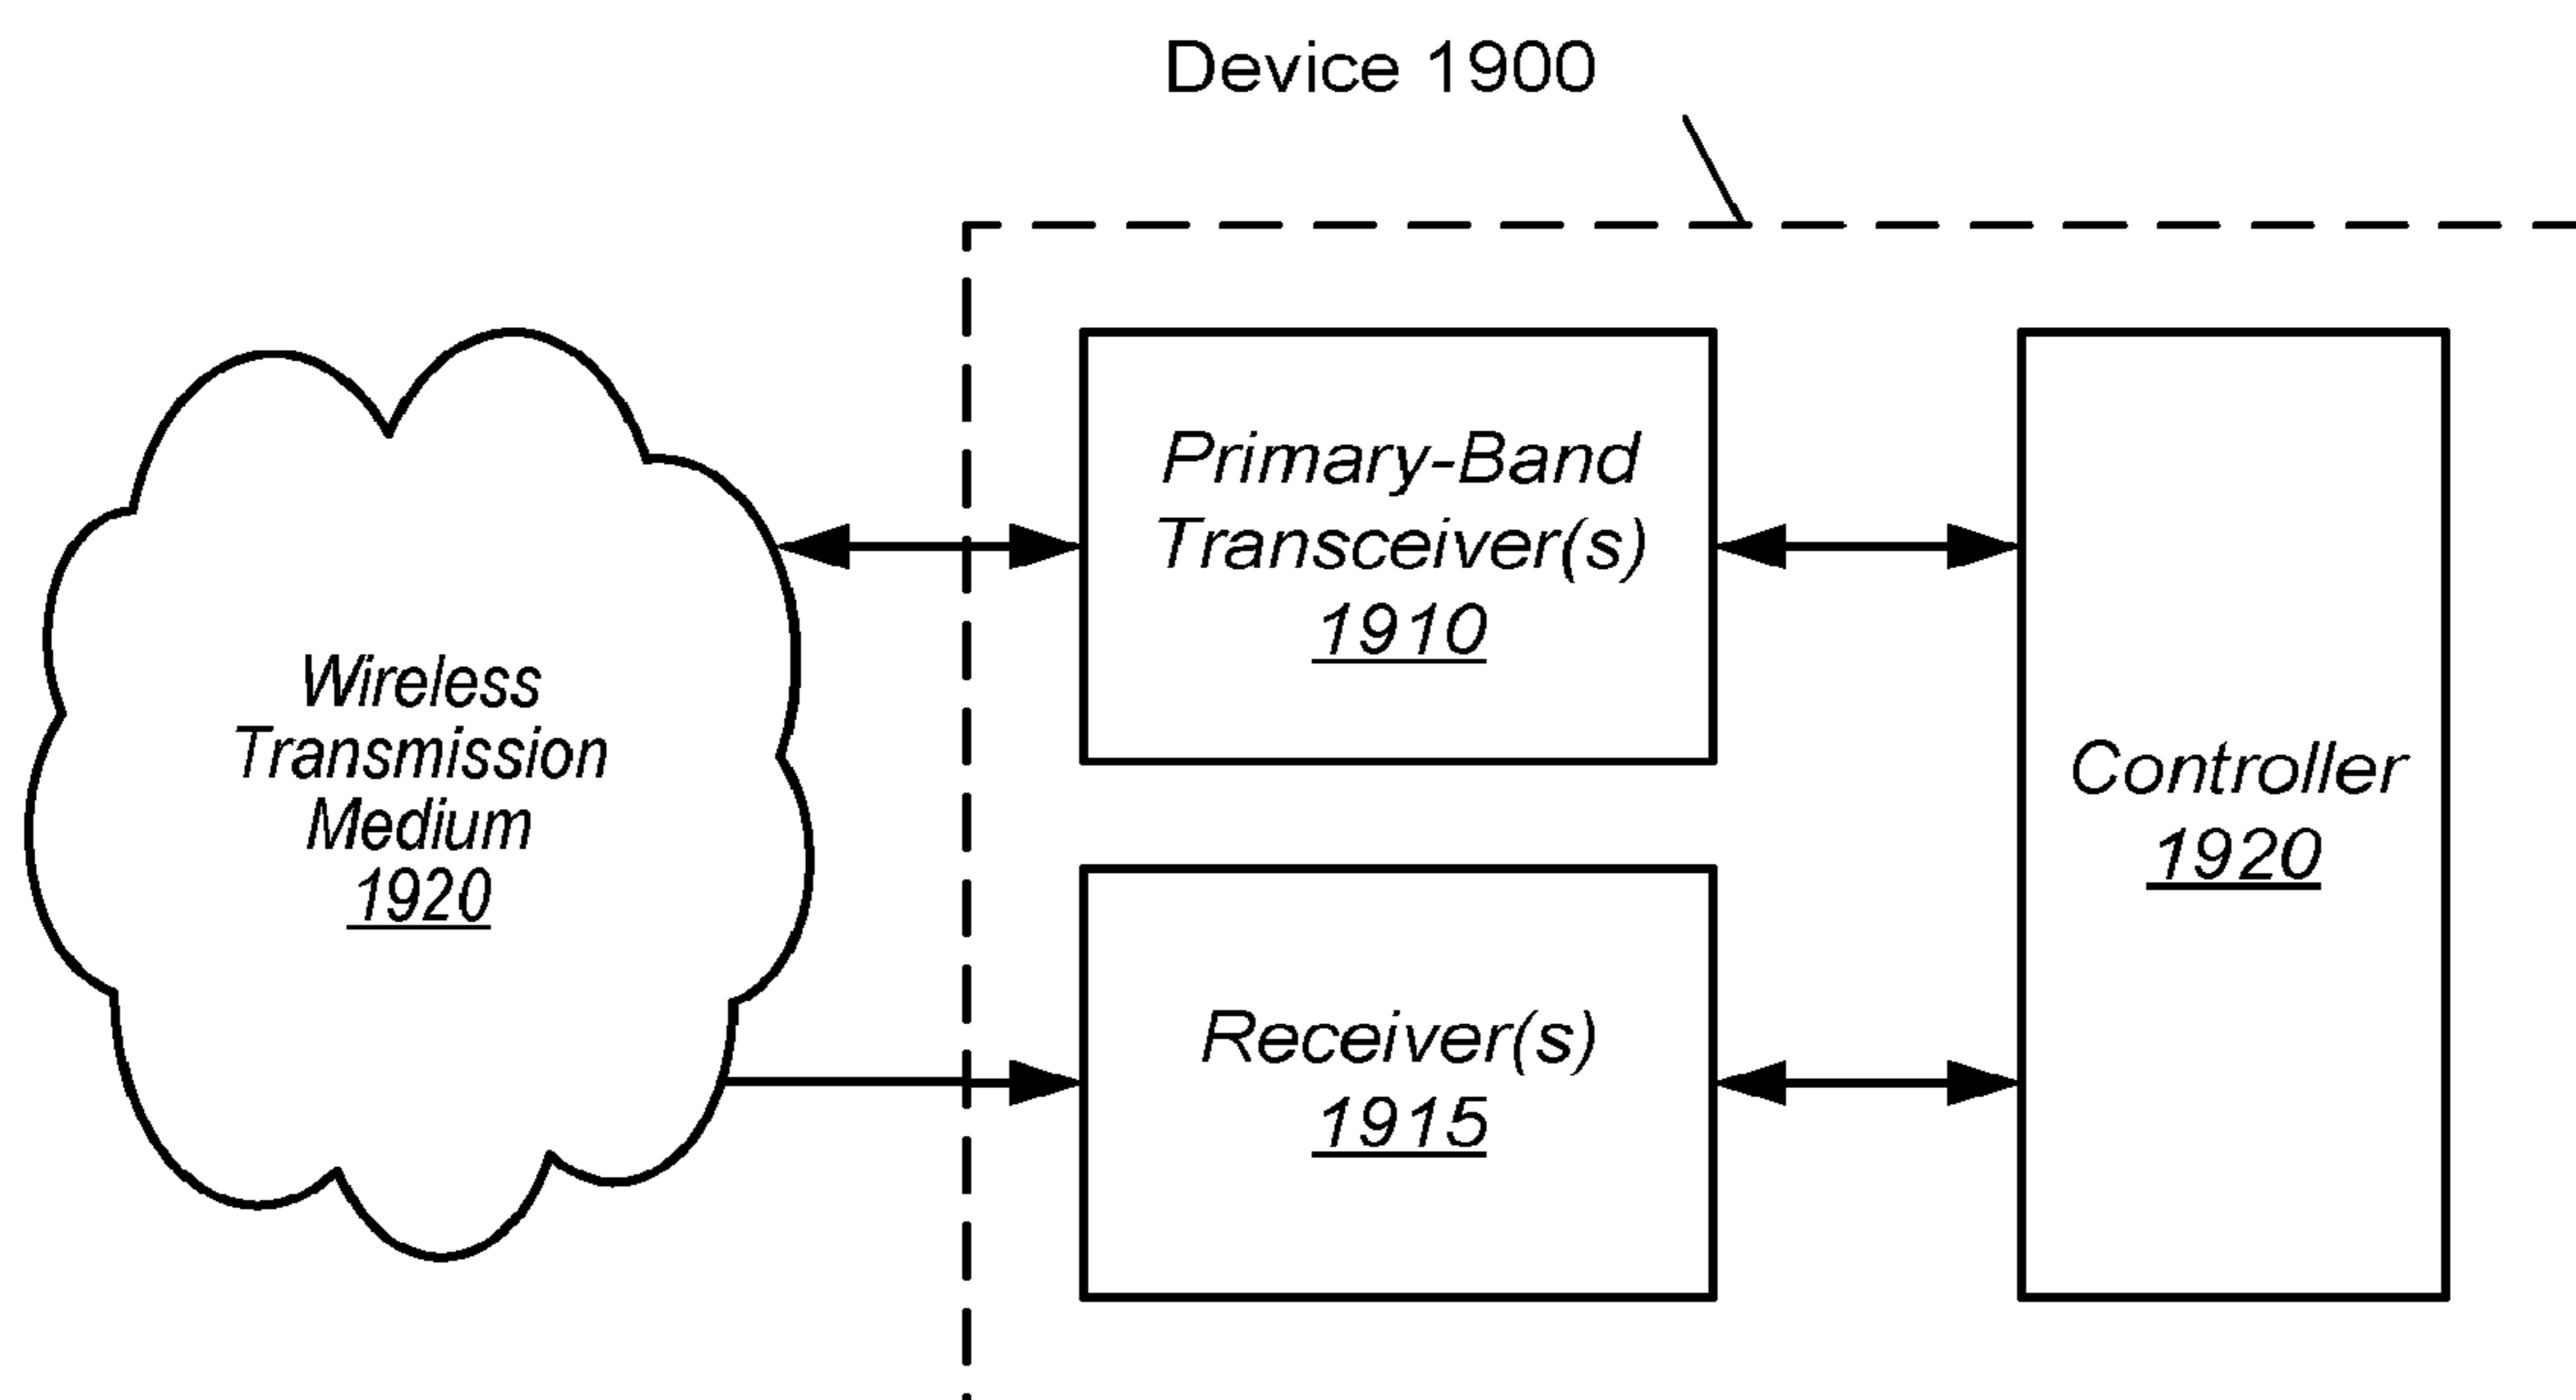 Device 1900
Primary-Band
Transceiver(s)
1910
Wireless
Transmission
Medium
1920
Controller
1920
Receiver(s)
1915